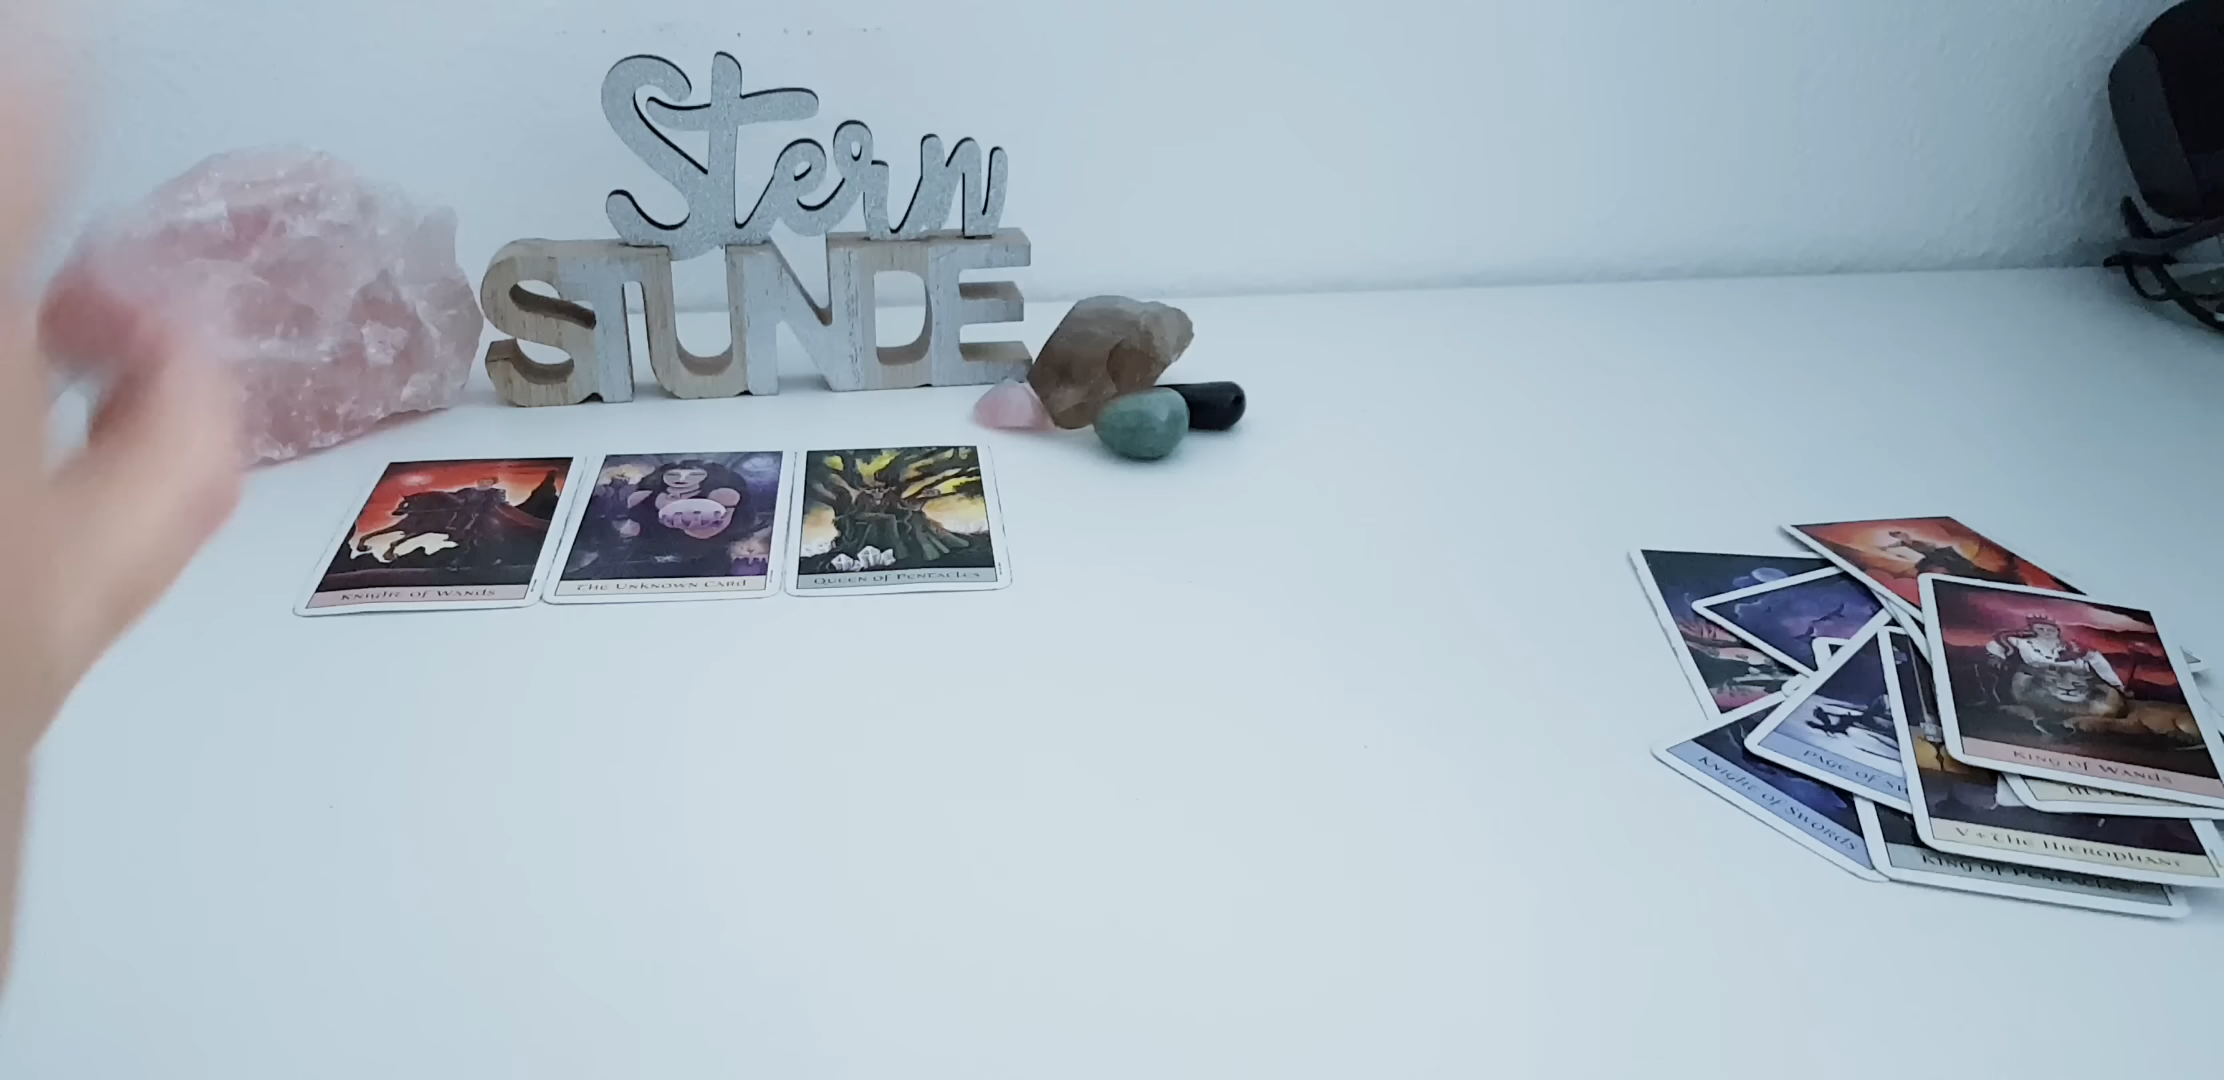 Stern
STUNDE
KNIGHT OF WANDS
THE UNKNOWN CARD
QUEEN OF PENTACLES
KING OF WANDS
PAGE OF
KNIGHT OF SWORDS
V + THE HIEROPHANT
KING OF PENTACLES